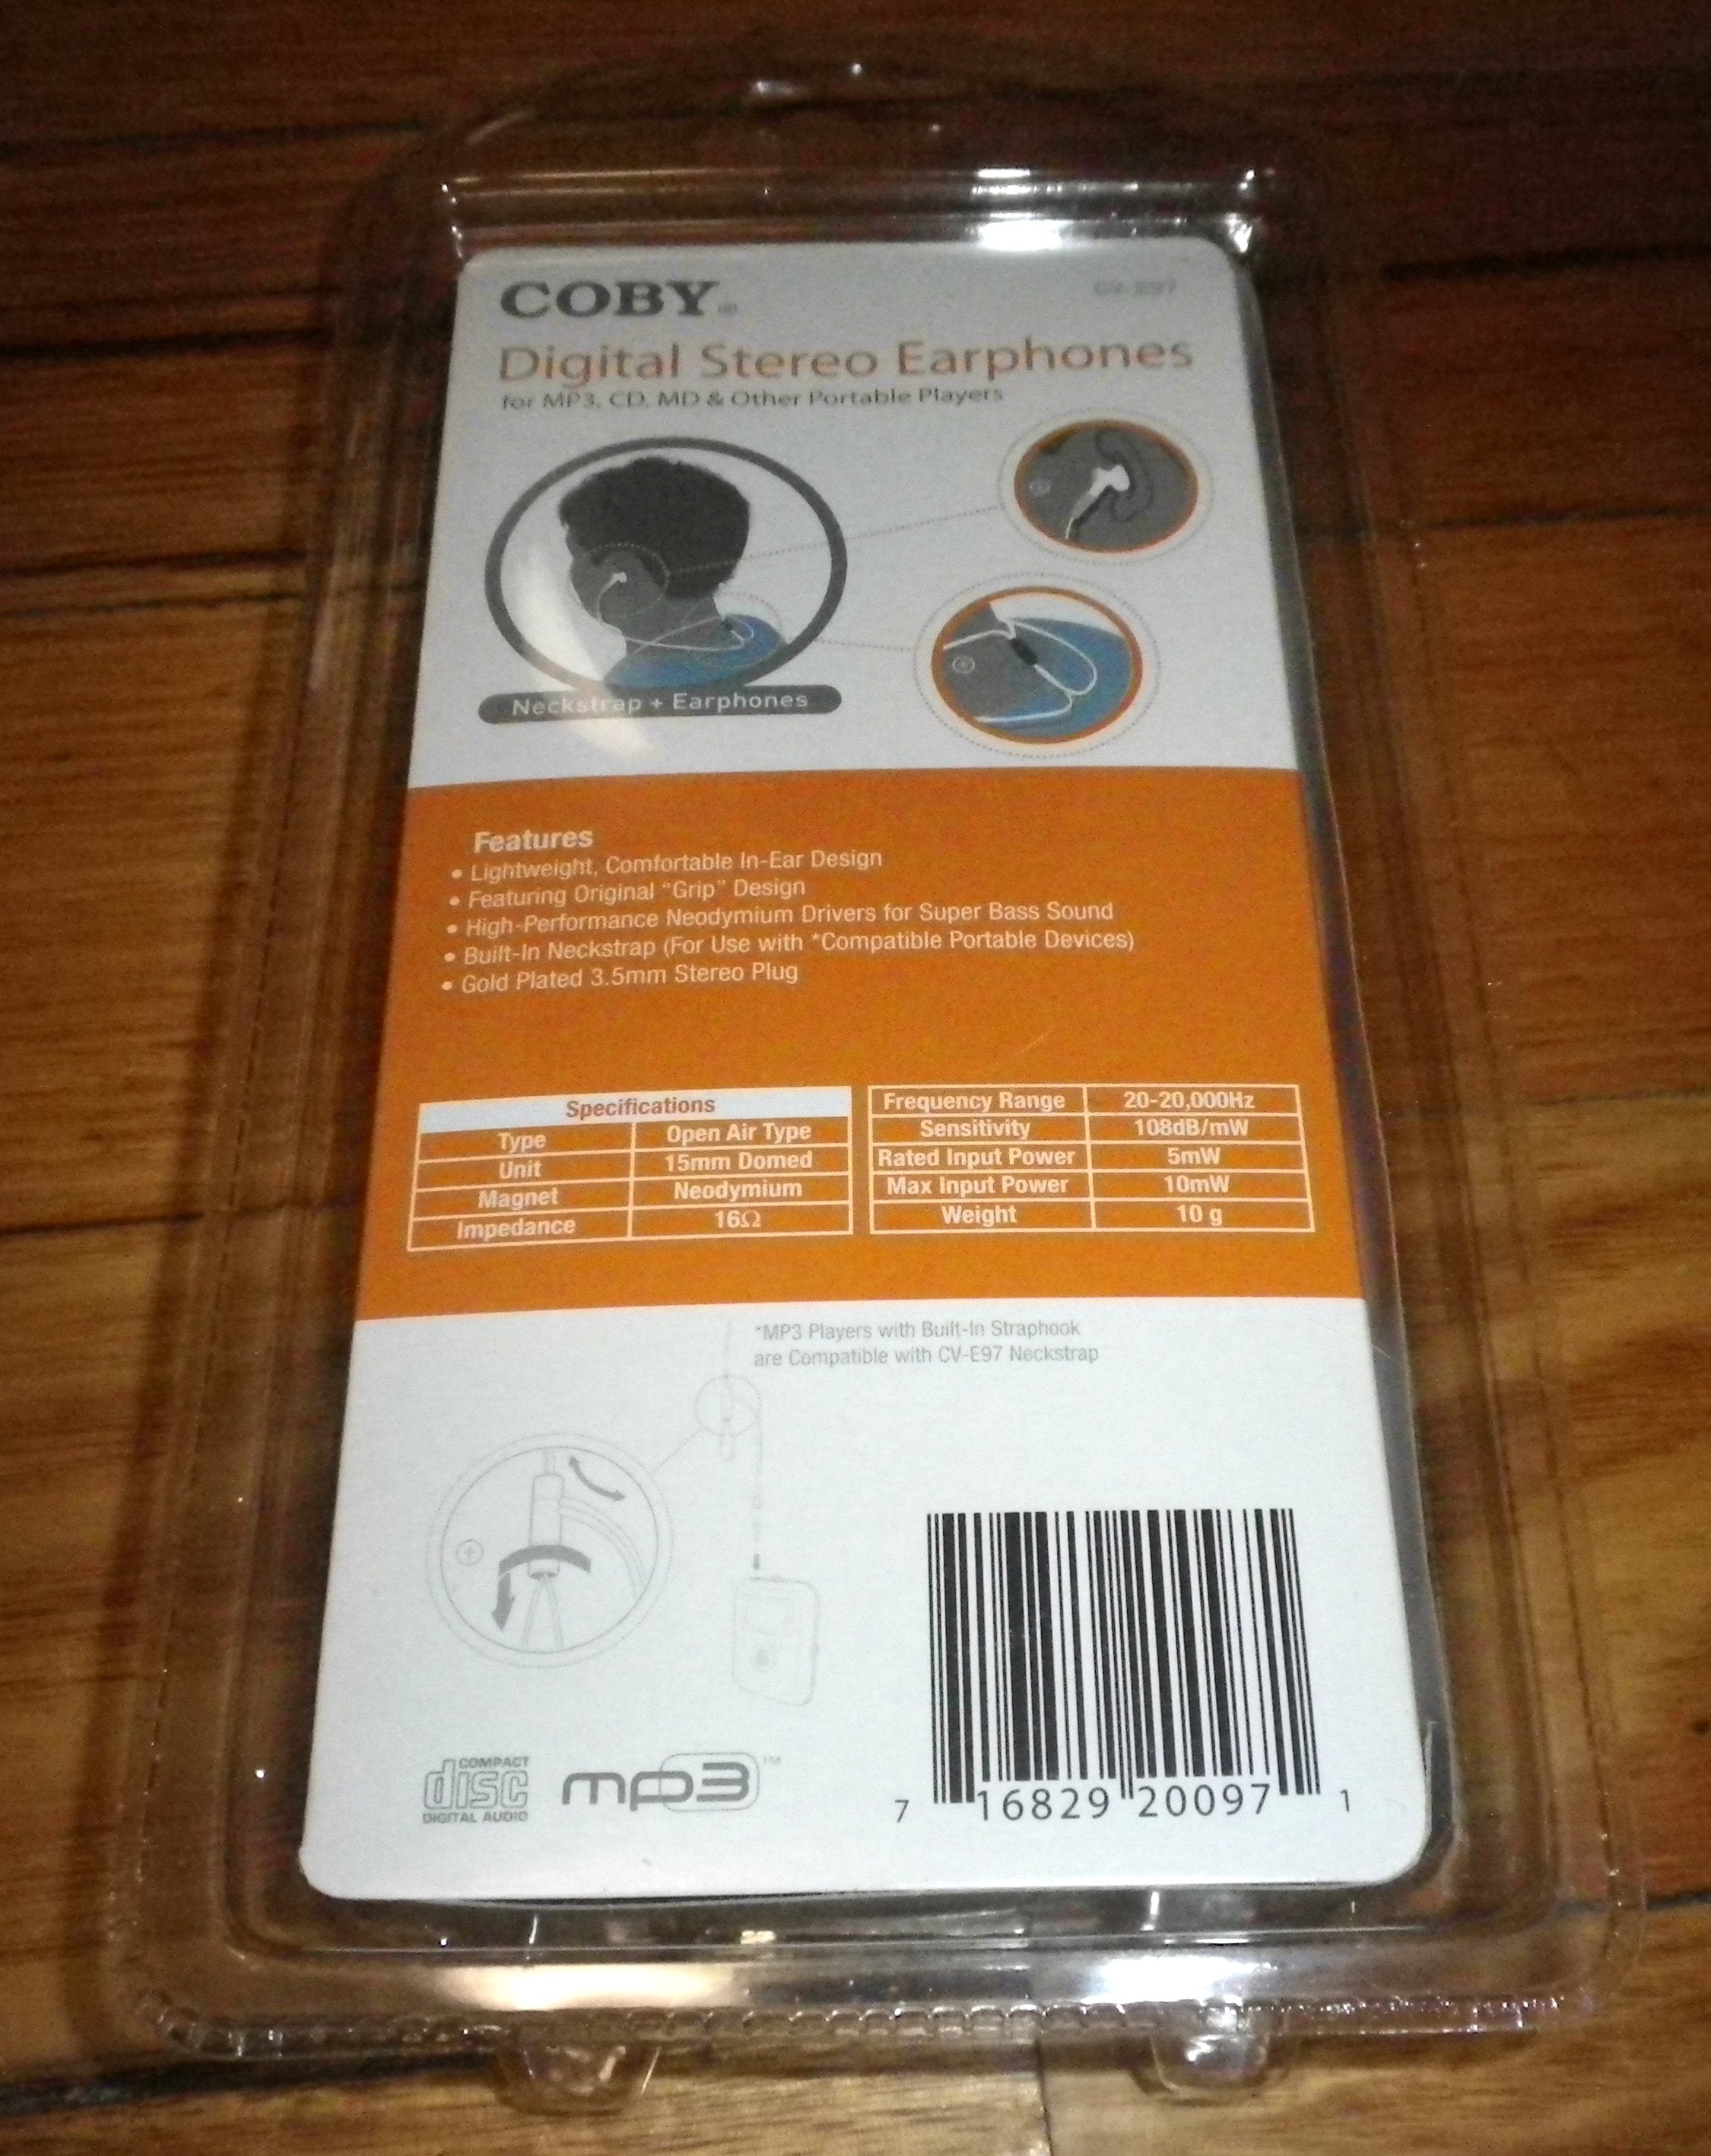 COBY®
CV-E97
Digital Stereo Earphones
for MP3, CD, MD & Other Portable Players
Neckstrap + Earphones
Features
• Lightweight, Comfortable In-Ear Design
• Featuring Original “Grip” Design
• High-Performance Neodymium Drivers for Super Bass Sound
• Built-In Neckstrap (For Use with *Compatible Portable Devices)
• Gold Plated 3.5mm Stereo Plug
Specifications
Type Open Air Type
Unit 15mm Domed
Magnet Neodymium
Impedance 16Ω
Frequency Range 20-20,000Hz
Sensitivity 108dB/mW
Rated Input Power 5mW
Max Input Power 10mW
Weight 10 g
*MP3 Players with Built-In Straphook
are Compatible with CV-E97 Neckstrap
COMPACT
disc
DIGITAL AUDIO
mp3™
7 16829 20097 1